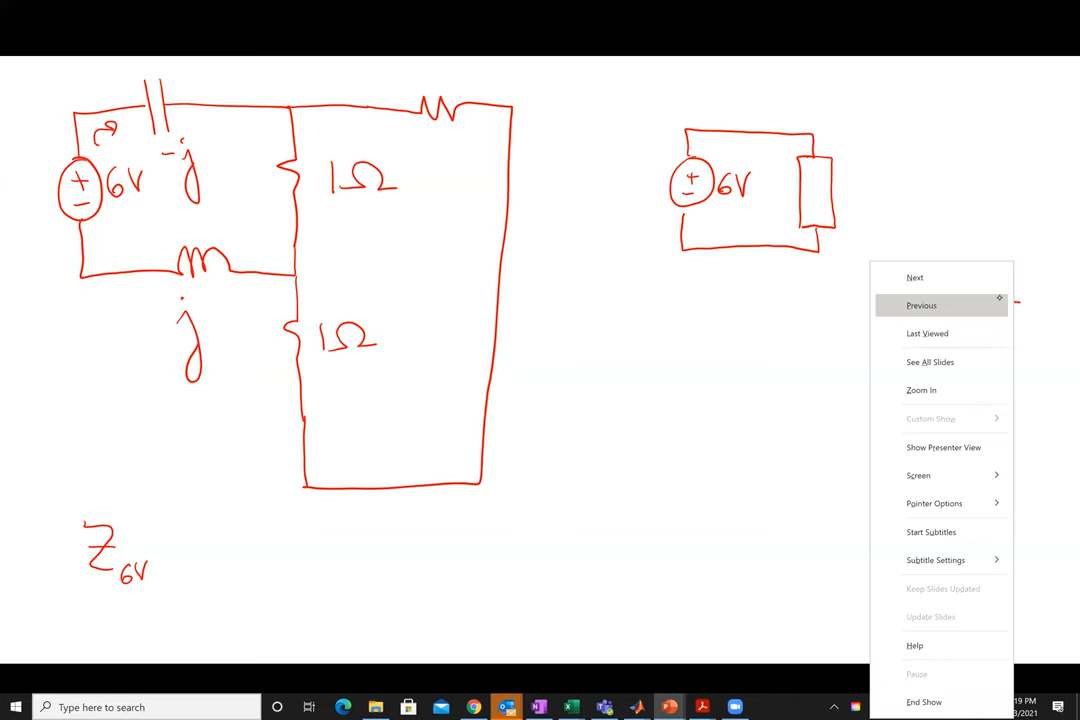 6V
-j
1Ω
j
1Ω
6V
Z6V
Next
Previous
Last Viewed
See All Slides
Zoom In
Custom Show
Show Presenter View
Screen
Pointer Options
Start Subtitles
Subtitle Settings
Keep Slides Updated
Update Slides
Help
Pause
End Show
Type here to search